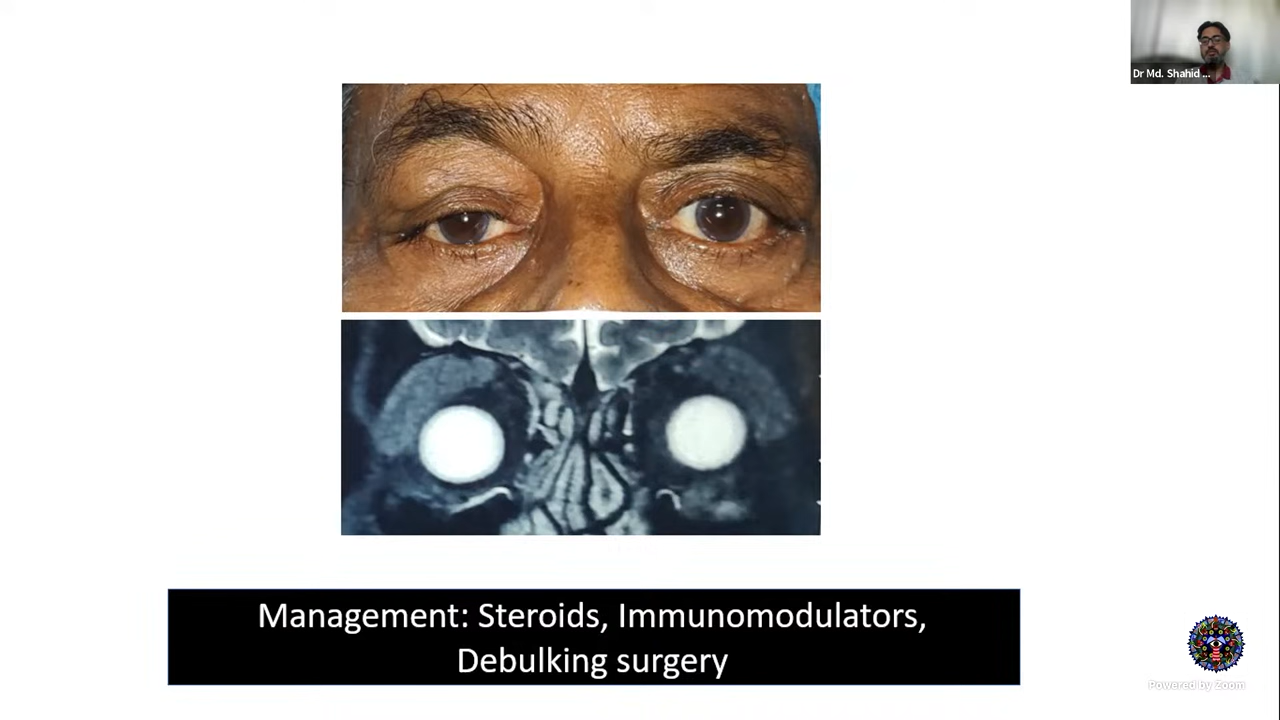 Dr Md. Shahid ...
Management: Steroids, Immunomodulators,
Debulking surgery
Powered by Zoom